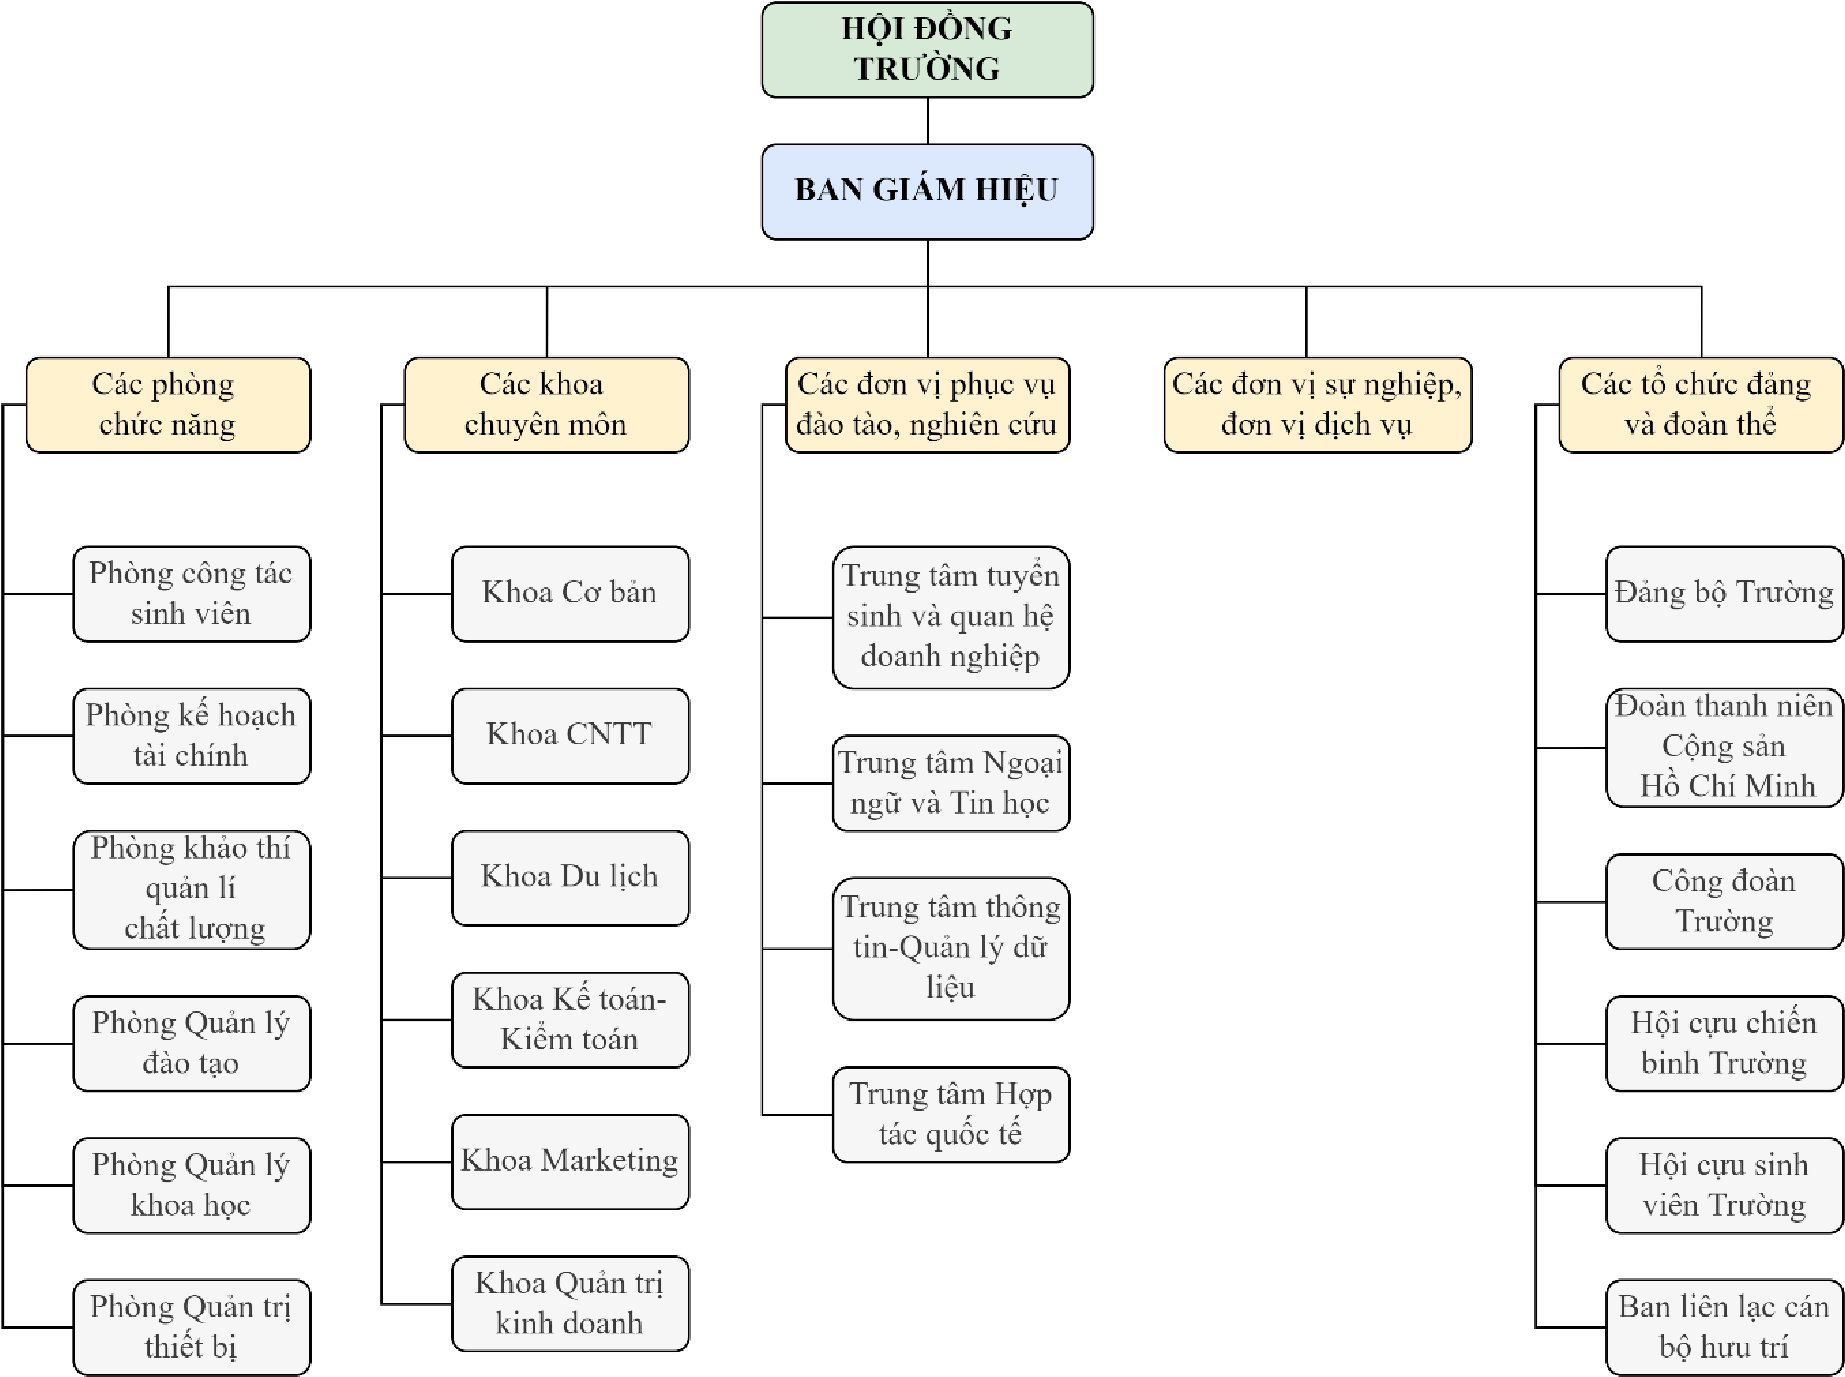 HỘI ĐỒNG
TRƯỜNG
BAN GIÁM HIỆU
Các phòng
chức năng
Các khoa
chuyên môn
Các đơn vị phục vụ
đào tào, nghiên cứu
Các đơn vị sự nghiệp,
đơn vị dịch vụ
Các tổ chức đảng
và đoàn thể
Phòng công tác
sinh viên
Phòng kế hoạch
tài chính
Phòng khảo thí
quản lí
chất lượng
Phòng Quản lý
đào tạo
Phòng Quản lý
khoa học
Phòng Quản trị
thiết bị
Khoa Cơ bản
Khoa CNTT
Khoa Du lịch
Khoa Kế toán-
Kiểm toán
Khoa Marketing
Khoa Quản trị
kinh doanh
Trung tâm tuyển
sinh và quan hệ
doanh nghiệp
Trung tâm Ngoại
ngữ và Tin học
Trung tâm thông
tin-Quản lý dữ
liệu
Trung tâm Hợp
tác quốc tế
Đảng bộ Trường
Đoàn thanh niên
Cộng sản
Hồ Chí Minh
Công đoàn
Trường
Hội cựu chiến
binh Trường
Hội cựu sinh
viên Trường
Ban liên lạc cán
bộ hưu trí